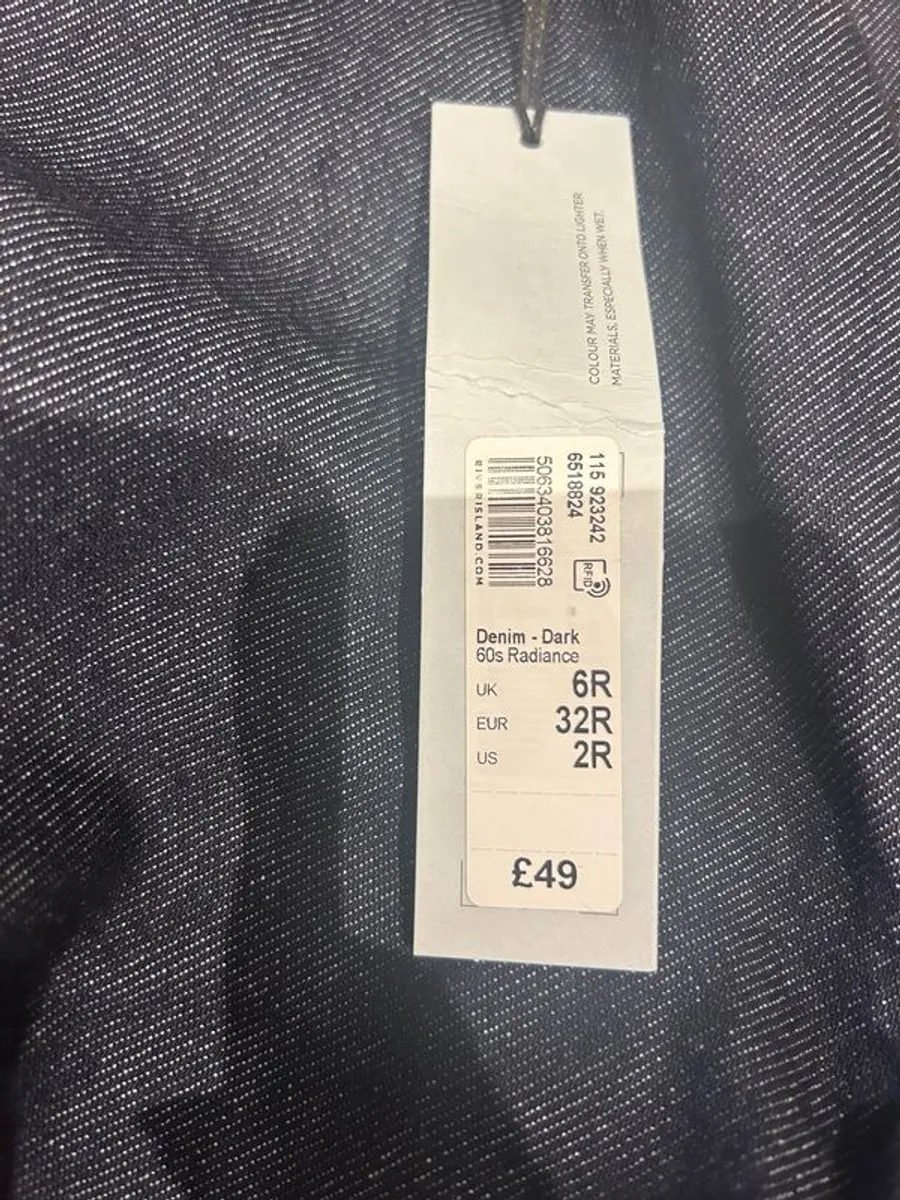 COLOUR MAY TRANSFER ONTO LIGHTER
MATERIALS, ESPECIALLY WHEN WET.
115 923242
6518824
RFID
5063403816628
RIVERISLAND.COM
Denim - Dark
60s Radiance
UK 6R
EUR 32R
US 2R
£49